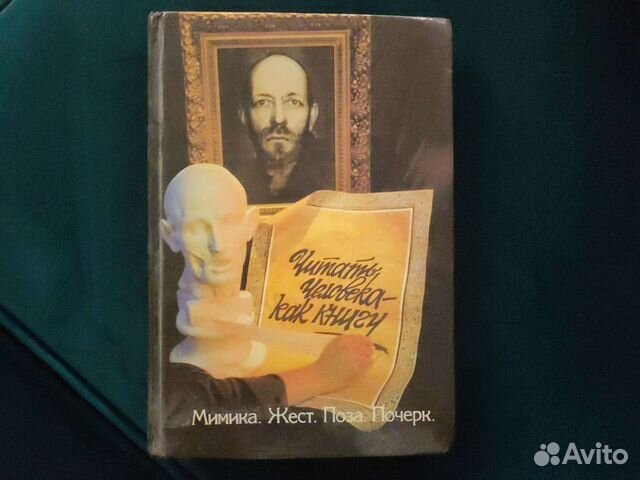 Читать
человека-
как книгу
Мимика. Жест. Поза. Почерк.
Avito